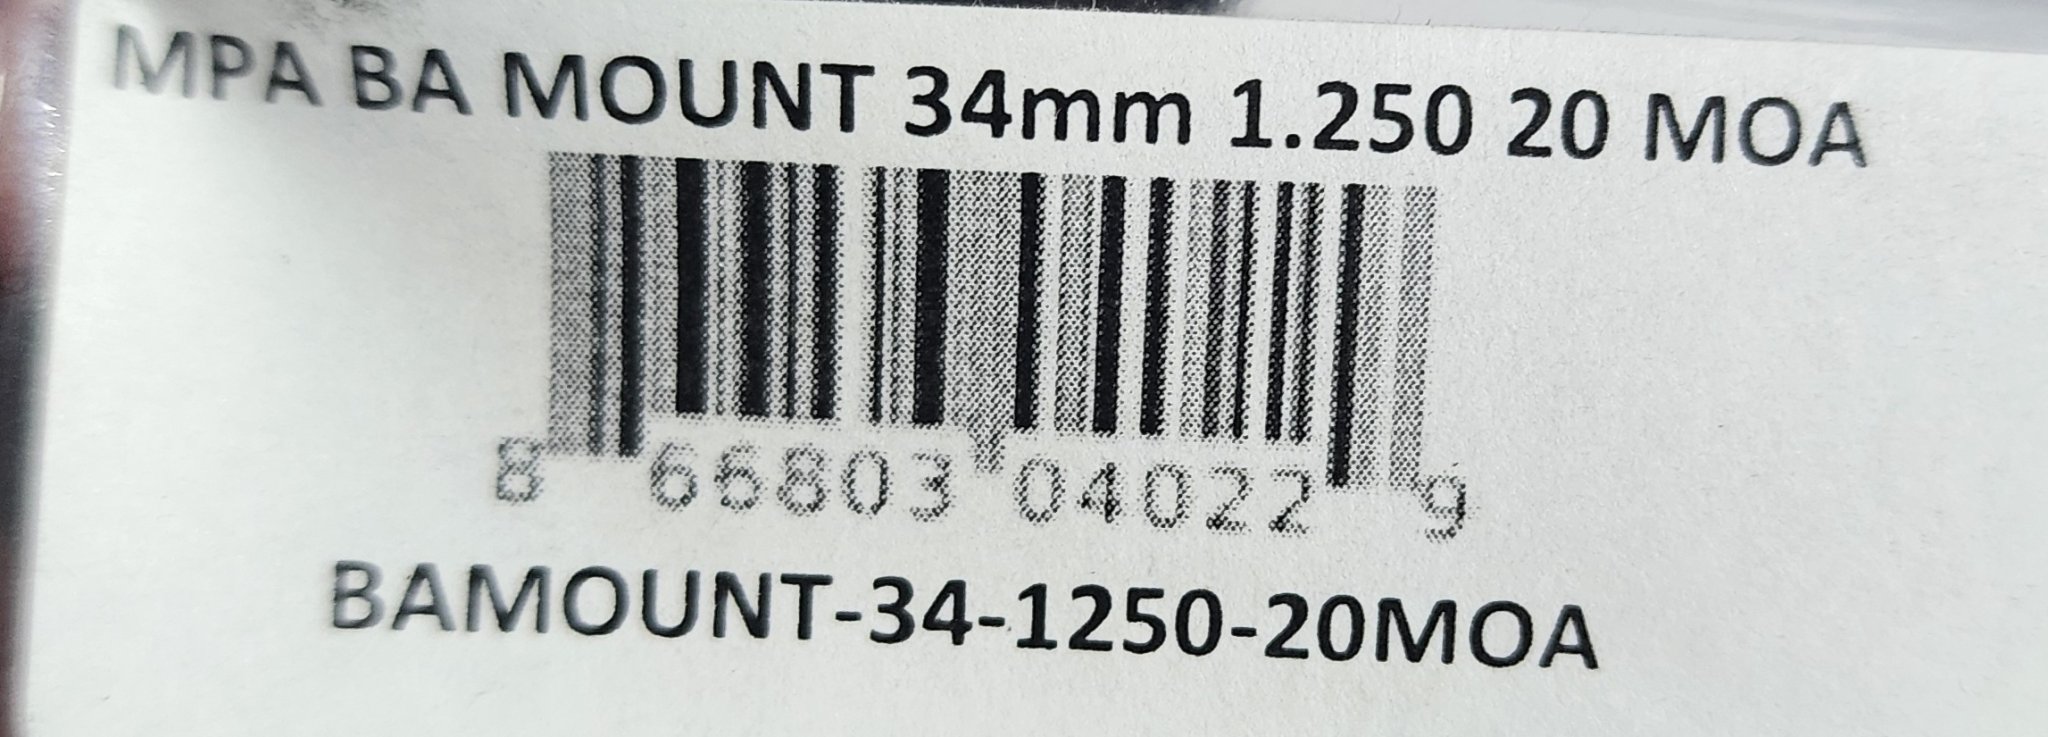 MPA BA MOUNT 34mm 1.250 20 MOA
8 66803 04022 9
BAMOUNT-34-1250-20MOA